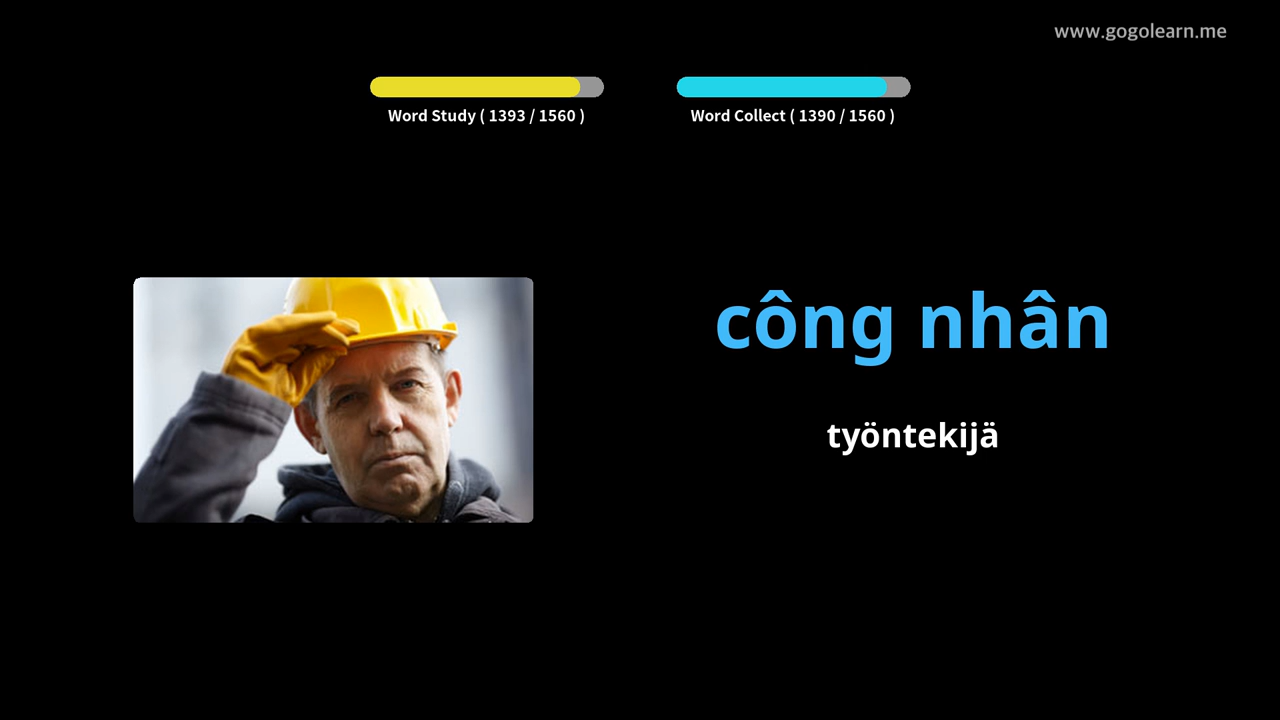 www.gogolearn.me
Word Study ( 1393 / 1560 )
Word Collect ( 1390 / 1560 )
công nhân
työntekijä